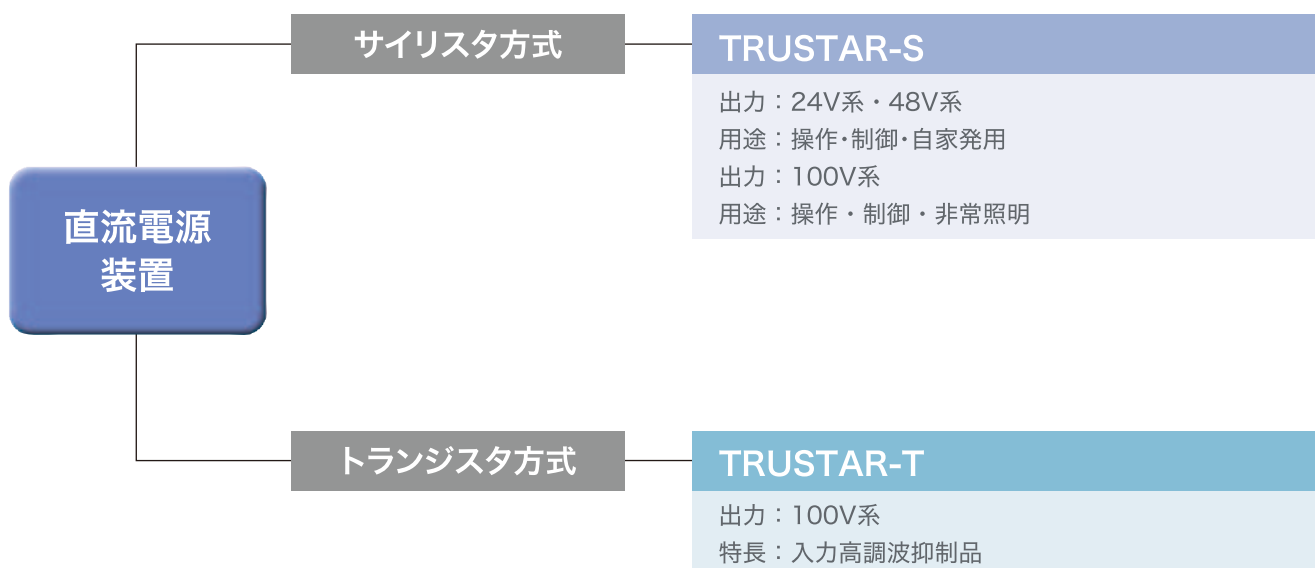 直流電源
装置
サイリスタ方式
TRUSTAR-S
出力：24V系・48V系
用途：操作・制御・自家発用
出力：100V系
用途：操作・制御・非常照明
トランジスタ方式
TRUSTAR-T
出力：100V系
特長：入力高調波抑制品